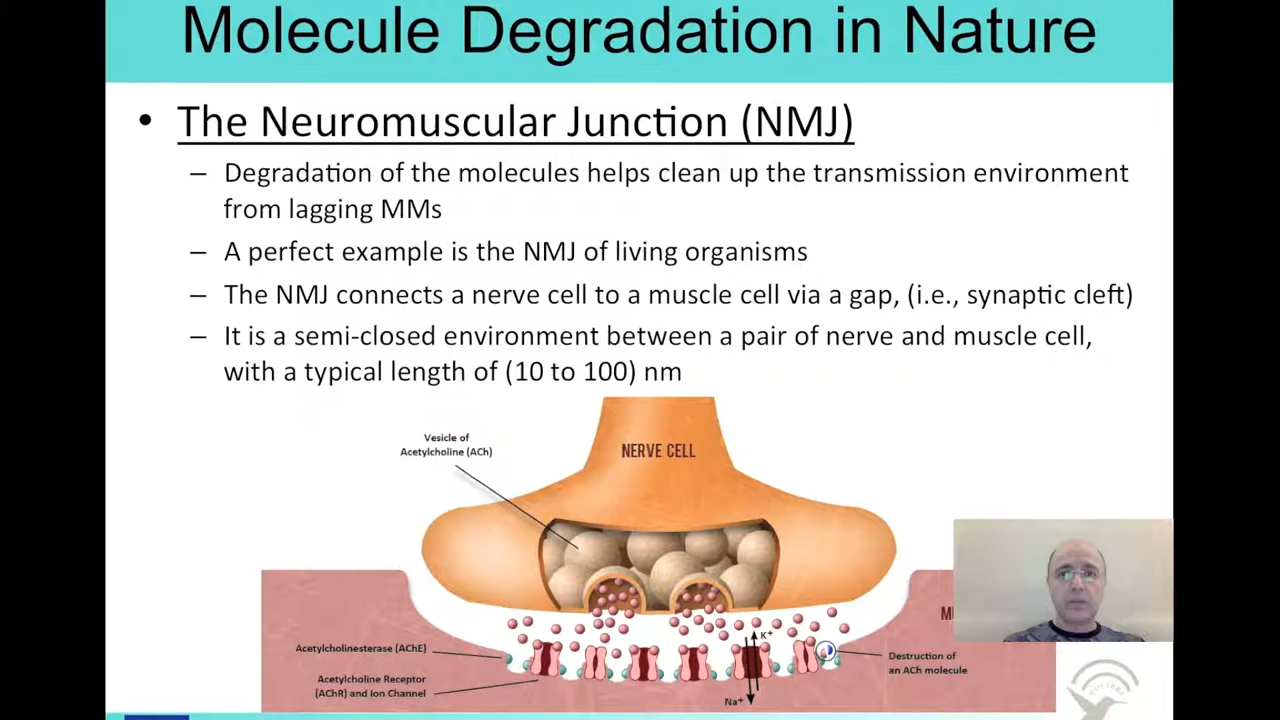 Molecule Degradation in Nature
• The Neuromuscular Junction (NMJ)
– Degradation of the molecules helps clean up the transmission environment
from lagging MMs
– A perfect example is the NMJ of living organisms
– The NMJ connects a nerve cell to a muscle cell via a gap, (i.e., synaptic cleft)
– It is a semi-closed environment between a pair of nerve and muscle cell,
with a typical length of (10 to 100) nm
Vesicle of
Acetylcholine (ACh)
NERVE CELL
Acetylcholinesterase (AChE)
Acetylcholine Receptor
(AChR) and Ion Channel
K+
Na+
Destruction of
an ACh molecule